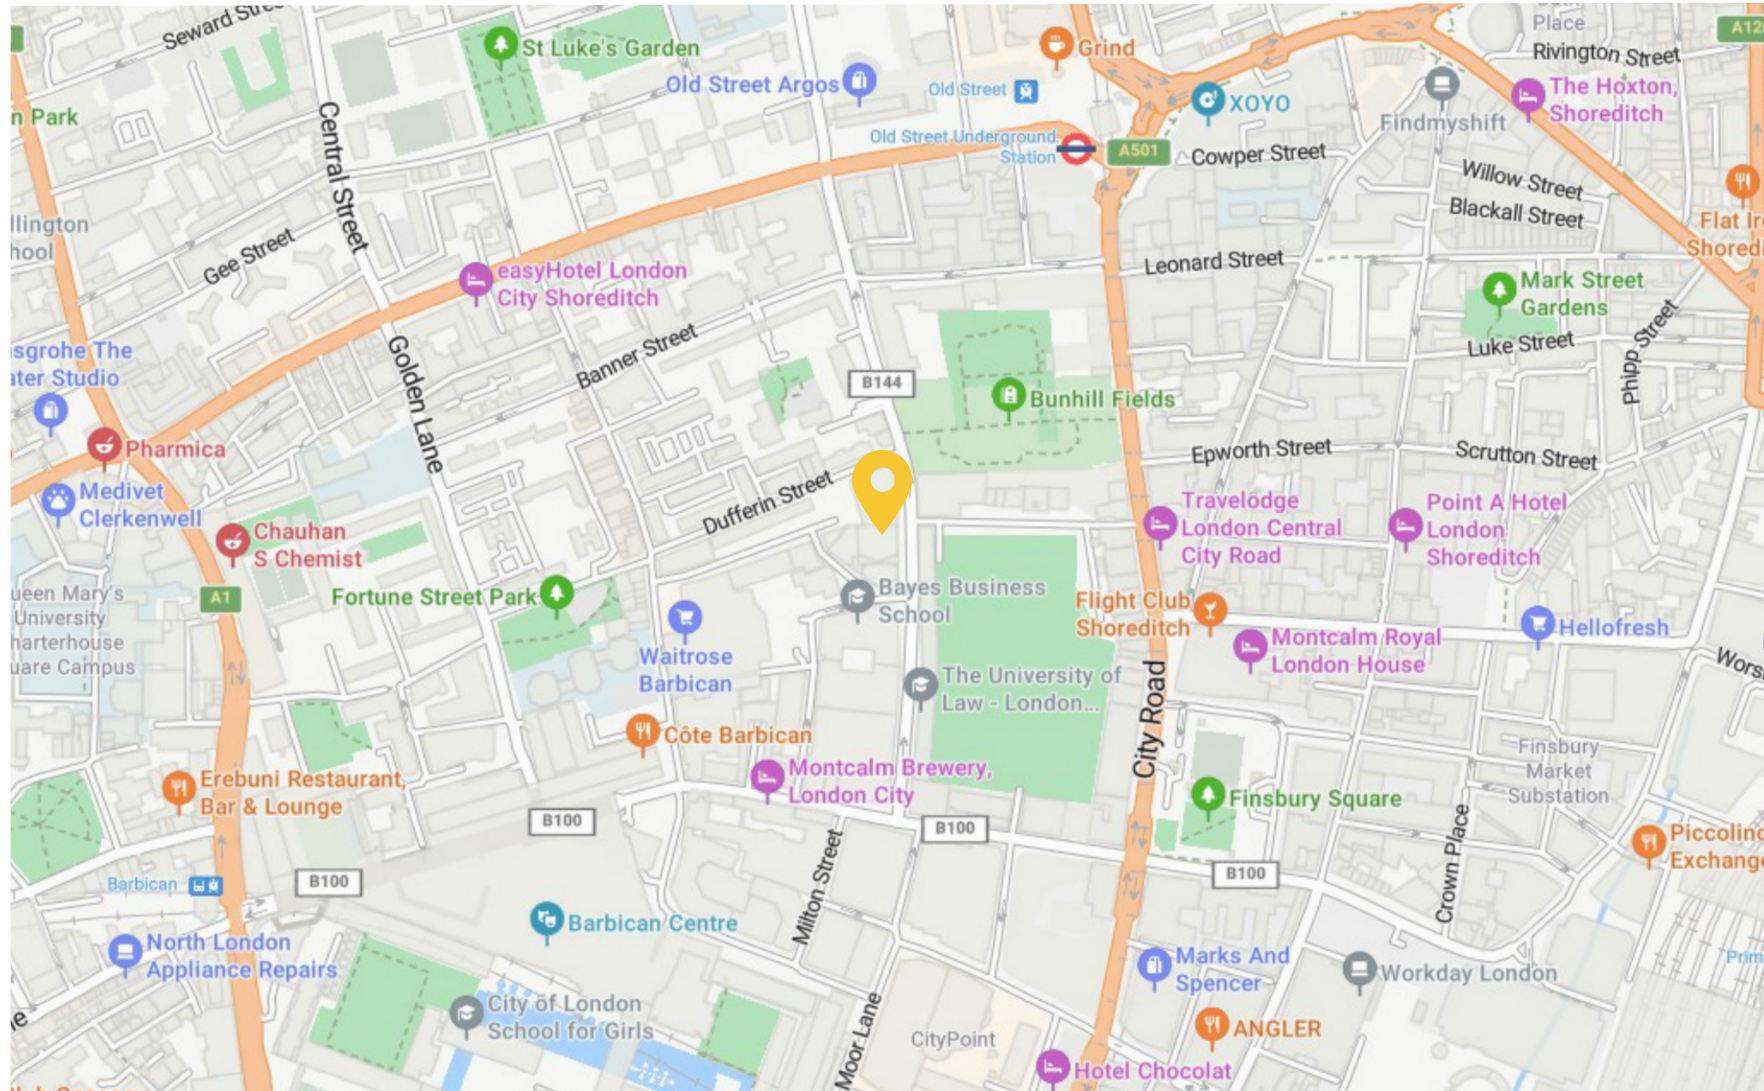 Seward Stre
St Luke's Garden
Old Street Argos
Grind
Old Street
XOYO
Place
Rivington Street
A12
The Hoxton,
Shoreditch
Findmyshift
n Park
Central Street
Old Street Underground
Station
A501
Cowper Street
Willow Street
Blackall Street
Flat Iro
Shoredi
llington
hool
Gee Street
easyHotel London
City Shoreditch
Leonard Street
Mark Street
Gardens
Luke Street
Phipp Street
Banner Street
sgrohe The
ater Studio
Golden Lane
B144
Bunhill Fields
Pharmica
Epworth Street
Scrutton Street
Medivet
Clerkenwell
Dufferin Street
Travelodge
London Central
City Road
Point A Hotel
London
Shoreditch
Chauhan
S Chemist
A1
Fortune Street Park
Bayes Business
School
Flight Club
Shoreditch
Hellofresh
ueen Mary's
University
harterhouse
uare Campus
Waitrose
Barbican
Montcalm Royal
London House
Wors
The University of
Law - London...
City Road
Côte Barbican
Erebuni Restaurant,
Bar & Lounge
Montcalm Brewery,
London City
Finsbury
Market
Substation
Finsbury Square
B100
B100
B100
B100
Milton Street
Crown Place
Piccolino
Exchange
Barbican
Barbican Centre
North London
Appliance Repairs
Marks And
Spencer
Workday London
Prim
City of London
School for Girls
Moor Lane
CityPoint
ANGLER
Hotel Chocolat